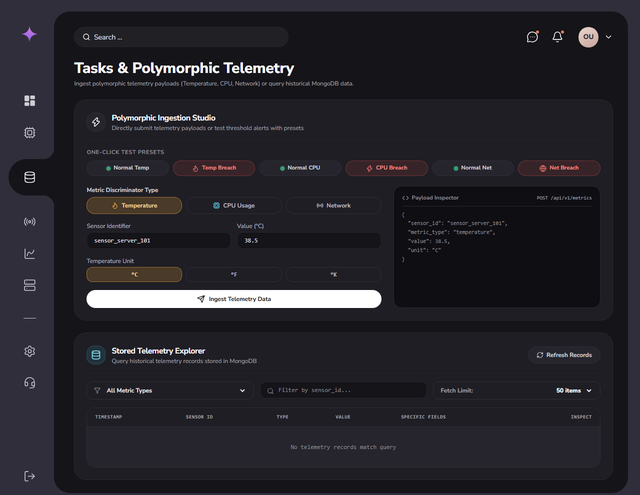 Search ...
OU
Tasks & Polymorphic Telemetry
Ingest polymorphic telemetry payloads (Temperature, CPU, Network) or query historical MongoDB data.
Polymorphic Ingestion Studio
Directly submit telemetry payloads or test threshold alerts with presets
ONE-CLICK TEST PRESETS
Normal Temp
Temp Breach
Normal CPU
CPU Breach
Normal Net
Net Breach
Metric Discriminator Type
Temperature
CPU Usage
Network
Sensor Identifier
Value (°C)
sensor_server_101
38.5
Temperature Unit
°C
°F
°K
Ingest Telemetry Data
Payload Inspector
POST /api/v1/metrics
{
"sensor_id": "sensor_server_101",
"metric_type": "temperature",
"value": 38.5,
"unit": "C"
}
Stored Telemetry Explorer
Query historical telemetry records stored in MongoDB
Refresh Records
All Metric Types
Filter by sensor_id...
Fetch Limit:
50 items
TIMESTAMP SENSOR ID TYPE VALUE SPECIFIC FIELDS INSPECT
No telemetry records match query